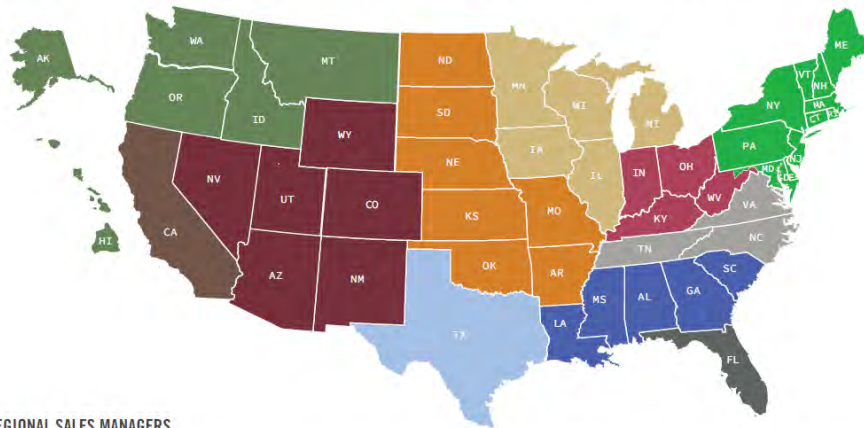 AK
WA
MT
ND
MN
ME
VT
NH
OR
ID
SD
WI
MI
NY
MA
CT
WY
IA
PA
NE
NJ
NV
UT
CO
IL
IN
OH
MD
DE
WV
VA
CA
KS
MO
KY
HI
AZ
NM
OK
AR
TN
NC
SC
TX
LA
MS
AL
GA
FL
EGIONAL SALES MANAGERS